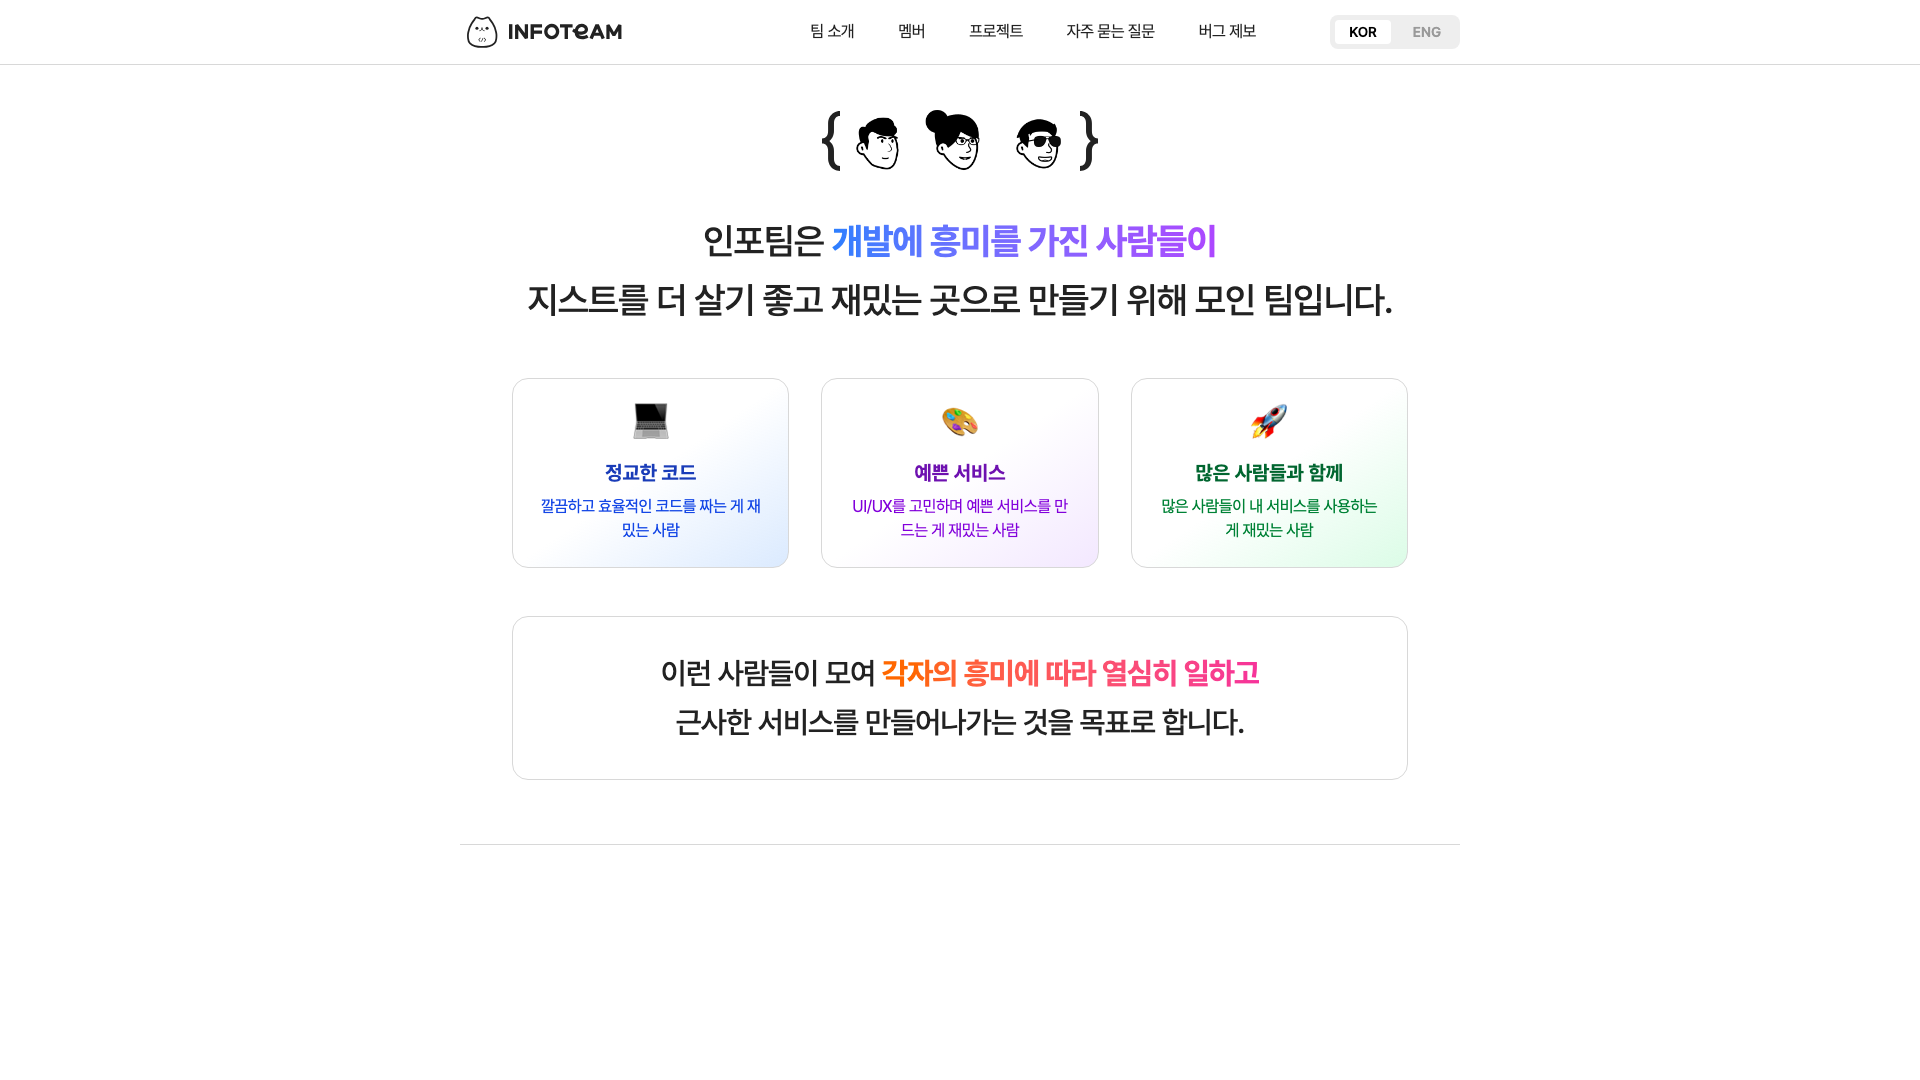 INFOTEAM
팀 소개
멤버
프로젝트
자주 묻는 질문
버그 제보
KOR
ENG
인포팀은 개발에 흥미를 가진 사람들이
지스트를 더 살기 좋고 재밌는 곳으로 만들기 위해 모인 팀입니다.
정교한 코드
깔끔하고 효율적인 코드를 짜는 게 재
밌는 사람
예쁜 서비스
UI/UX를 고민하며 예쁜 서비스를 만
드는 게 재밌는 사람
많은 사람들과 함께
많은 사람들이 내 서비스를 사용하는
게 재밌는 사람
이런 사람들이 모여 각자의 흥미에 따라 열심히 일하고
근사한 서비스를 만들어나가는 것을 목표로 합니다.